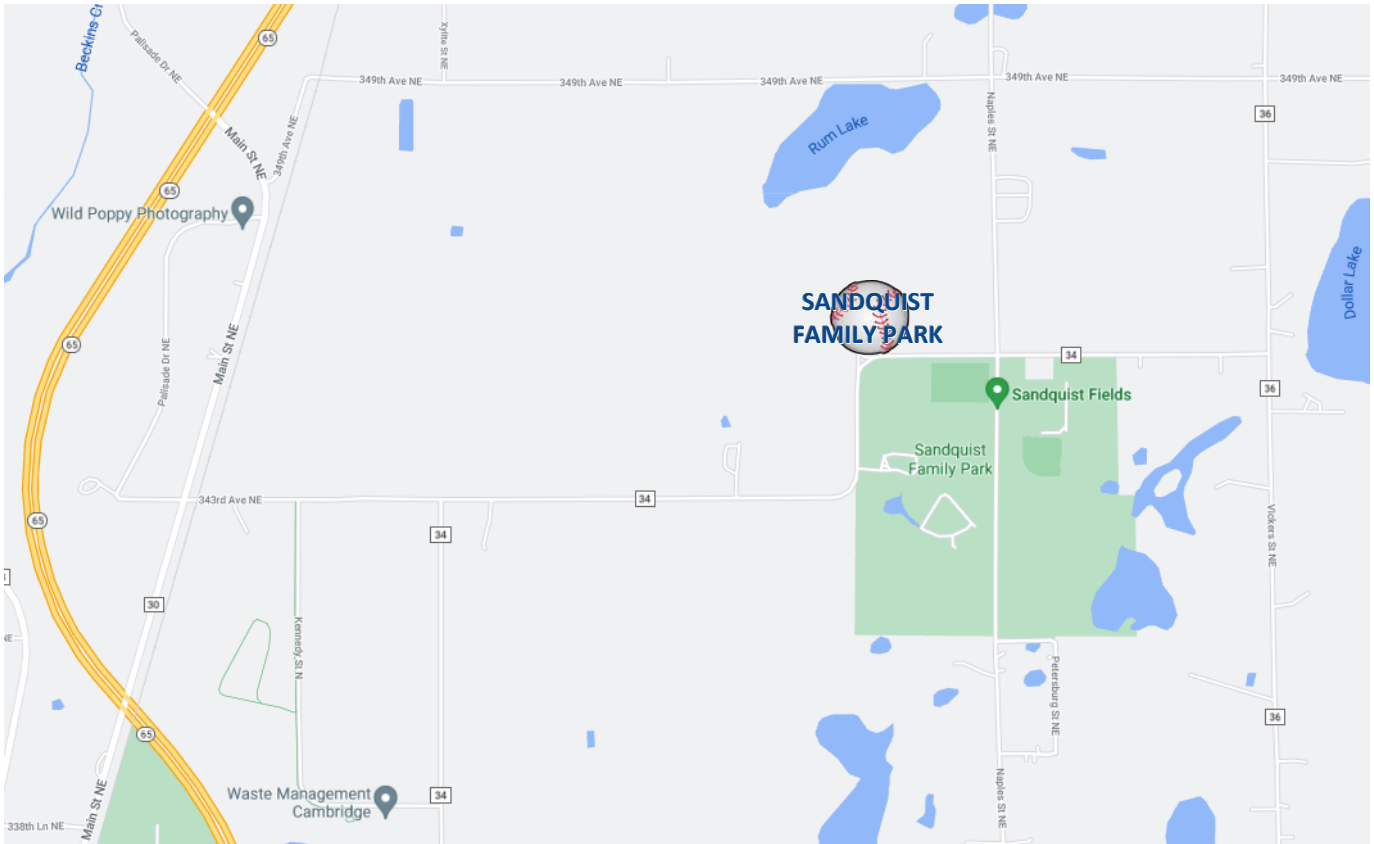 Beckins Cr
65
Palisade Dr NE
Xylite St NE
349th Ave NE
349th Ave NE
349th Ave NE
349th Ave NE
349th Ave NE
Naples St NE
36
Rum Lake
Main St NE
349th Ave NE
65
Wild Poppy Photography
Dollar Lake
SANDQUIST
FAMILY PARK
65
Palisade Dr NE
Main St NE
34
36
Sandquist Fields
Sandquist
Family Park
343rd Ave NE
34
65
34
Vickers St NE
30
NE
Kennedy St N
Petersburg St NE
36
65
Waste Management
Cambridge
34
Main St NE
Naples St NE
338th Ln NE